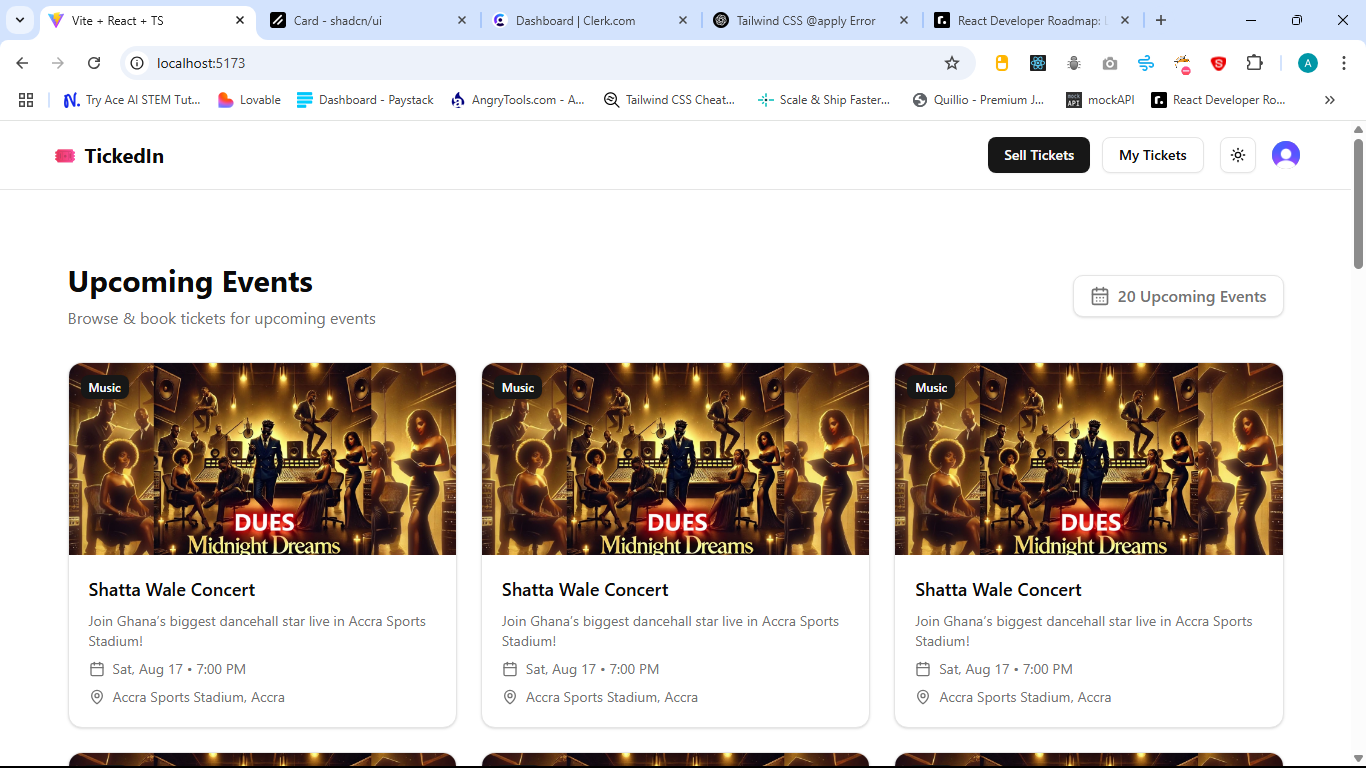 Vite + React + TS
Card - shadcn/ui
Dashboard | Clerk.com
Tailwind CSS @apply Error
React Developer Roadmap:
localhost:5173
A
Try Ace AI STEM Tut...
Lovable
Dashboard - Paystack
AngryTools.com - A...
Tailwind CSS Cheat...
Scale & Ship Faster...
Quillio - Premium J...
mock API
mockAPI
React Developer Ro...
TickedIn
Sell Tickets
My Tickets
Upcoming Events
Browse & book tickets for upcoming events
20 Upcoming Events
Music
DUES
Midnight Dreams
Shatta Wale Concert
Join Ghana’s biggest dancehall star live in Accra Sports
Stadium!
Sat, Aug 17 • 7:00 PM
Accra Sports Stadium, Accra
Music
DUES
Midnight Dreams
Shatta Wale Concert
Join Ghana’s biggest dancehall star live in Accra Sports
Stadium!
Sat, Aug 17 • 7:00 PM
Accra Sports Stadium, Accra
Music
DUES
Midnight Dreams
Shatta Wale Concert
Join Ghana’s biggest dancehall star live in Accra Sports
Stadium!
Sat, Aug 17 • 7:00 PM
Accra Sports Stadium, Accra